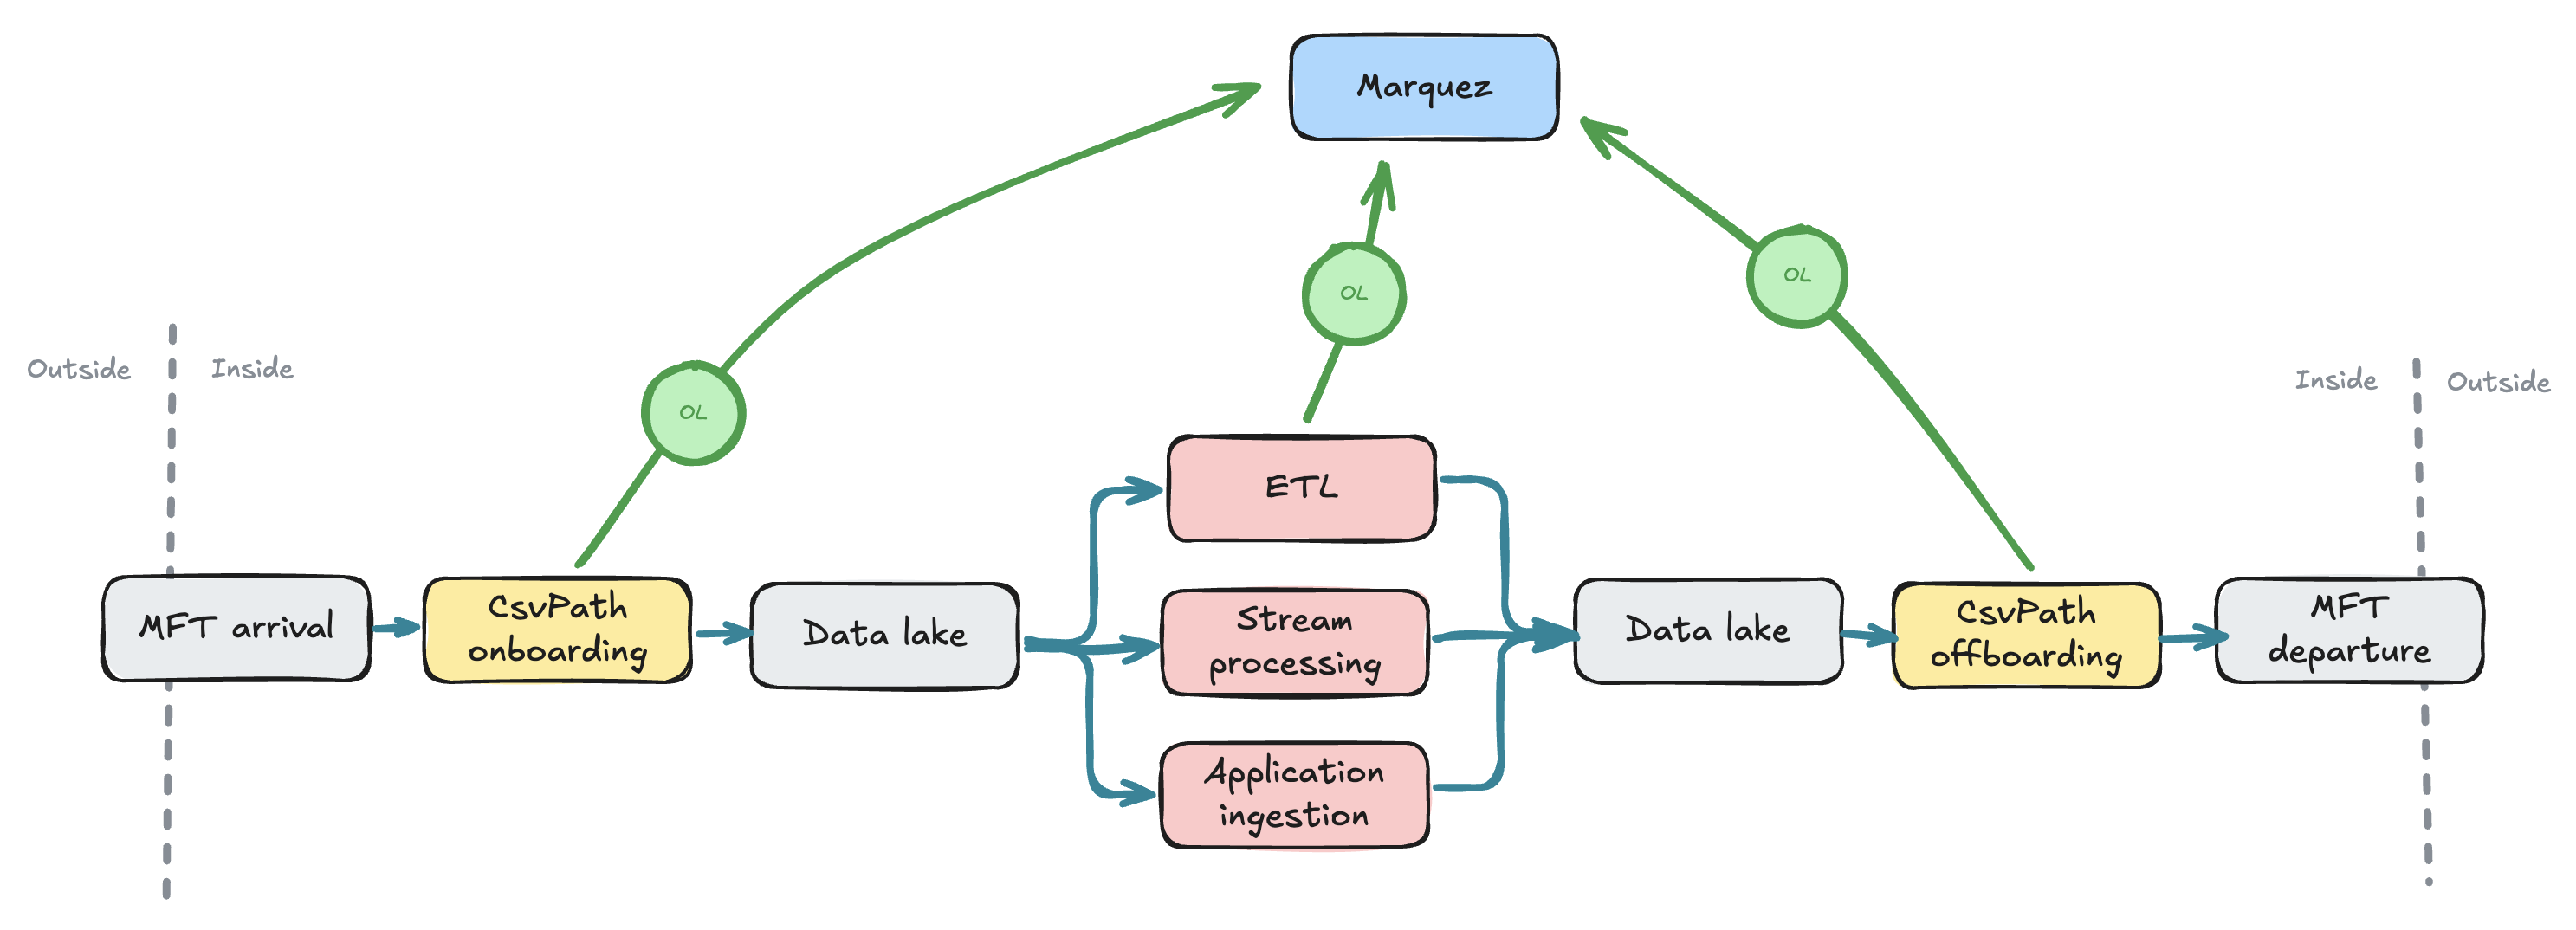 Marquez
OL
OL
OL
Outside
Inside
Inside
Outside
ETL
MFT arrival
CsvPath
onboarding
Data lake
Stream
processing
Data lake
CsvPath
offboarding
MFT
departure
Application
ingestion